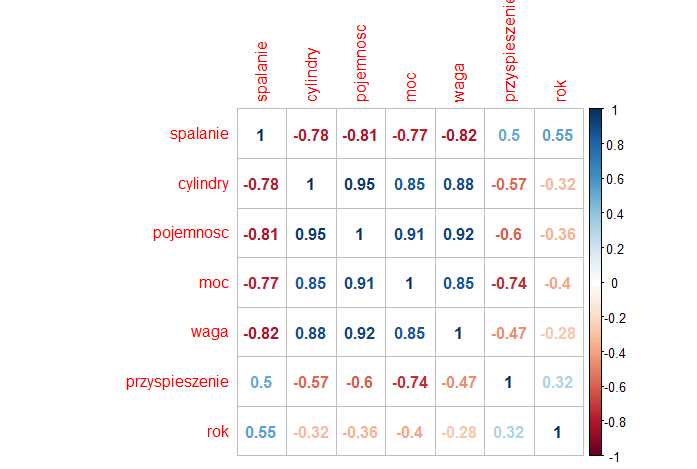 spalanie cylindry pojemnosc moc waga przyspieszenie rok
spalanie 1 -0.78 -0.81 -0.77 -0.82 0.5 0.55
cylindry -0.78 1 0.95 0.85 0.88 -0.57 -0.32
pojemnosc -0.81 0.95 1 0.91 0.92 -0.6 -0.36
moc -0.77 0.85 0.91 1 0.85 -0.74 -0.4
waga -0.82 0.88 0.92 0.85 1 -0.47 -0.28
przyspieszenie 0.5 -0.57 -0.6 -0.74 -0.47 1 0.32
rok 0.55 -0.32 -0.36 -0.4 -0.28 0.32 1
1
0.8
0.6
0.4
0.2
0
-0.2
-0.4
-0.6
-0.8
-1